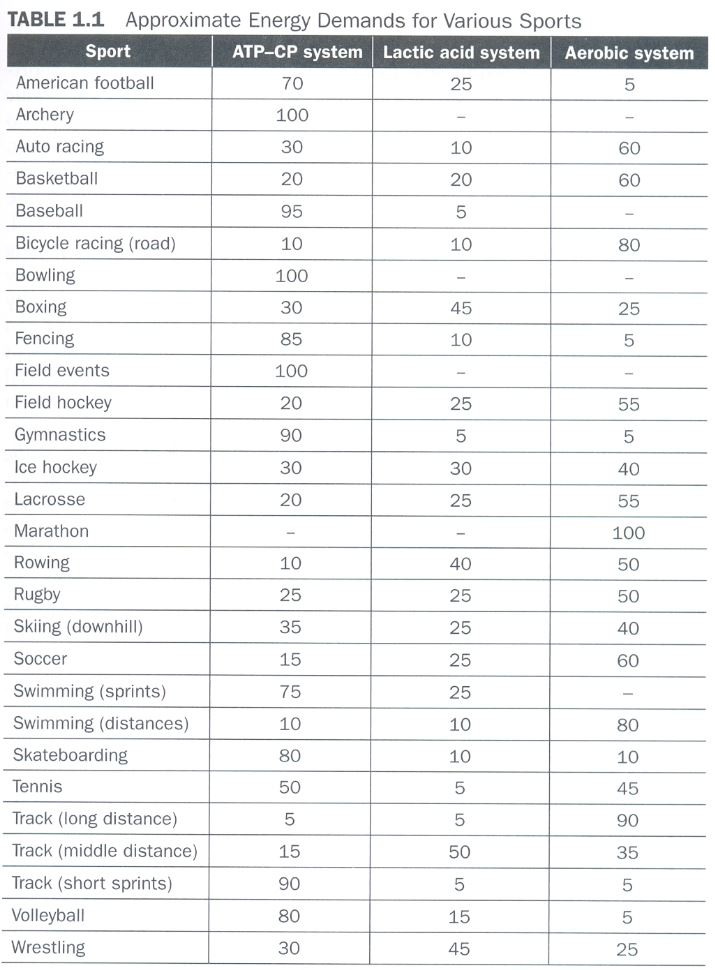 TABLE 1.1 Approximate Energy Demands for Various Sports
Sport ATP–CP system Lactic acid system Aerobic system
American football 70 25 5
Archery 100 – –
Auto racing 30 10 60
Basketball 20 20 60
Baseball 95 5 –
Bicycle racing (road) 10 10 80
Bowling 100 – –
Boxing 30 45 25
Fencing 85 10 5
Field events 100 – –
Field hockey 20 25 55
Gymnastics 90 5 5
Ice hockey 30 30 40
Lacrosse 20 25 55
Marathon – – 100
Rowing 10 40 50
Rugby 25 25 50
Skiing (downhill) 35 25 40
Soccer 15 25 60
Swimming (sprints) 75 25 –
Swimming (distances) 10 10 80
Skateboarding 80 10 10
Tennis 50 5 45
Track (long distance) 5 5 90
Track (middle distance) 15 50 35
Track (short sprints) 90 5 5
Volleyball 80 15 5
Wrestling 30 45 25